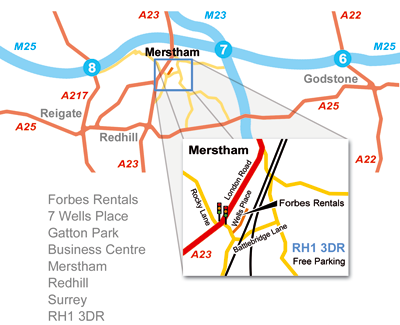 A23
M23
A22
M25
Merstham
7
M25
8
6
Godstone
A217
Reigate
A25
A25
Redhill
A23
A22
Merstham
London Road
Rocky Lane
Wells Place
Forbes Rentals
Battlebridge Lane
RH1 3DR
A23
Free Parking
Forbes Rentals
7 Wells Place
Gatton Park
Business Centre
Merstham
Redhill
Surrey
RH1 3DR